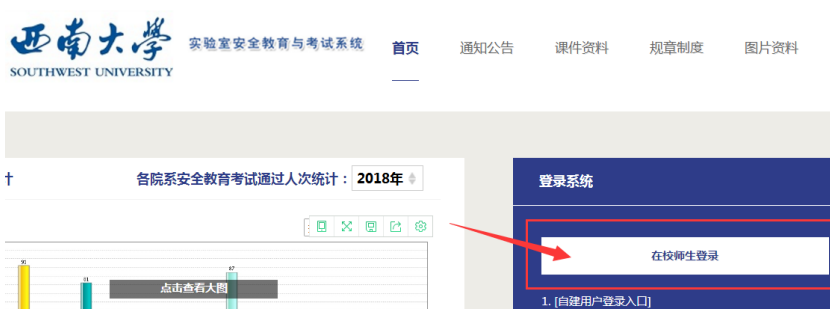 西南大学
SOUTHWEST UNIVERSITY
实验室安全教育与考试系统
首页 通知公告 课件资料 规章制度 图片资料
计
各院系安全教育考试通过人次统计： 2018年
登录系统
在校师生登录
点击查看大图
1. [自建用户登录入口]